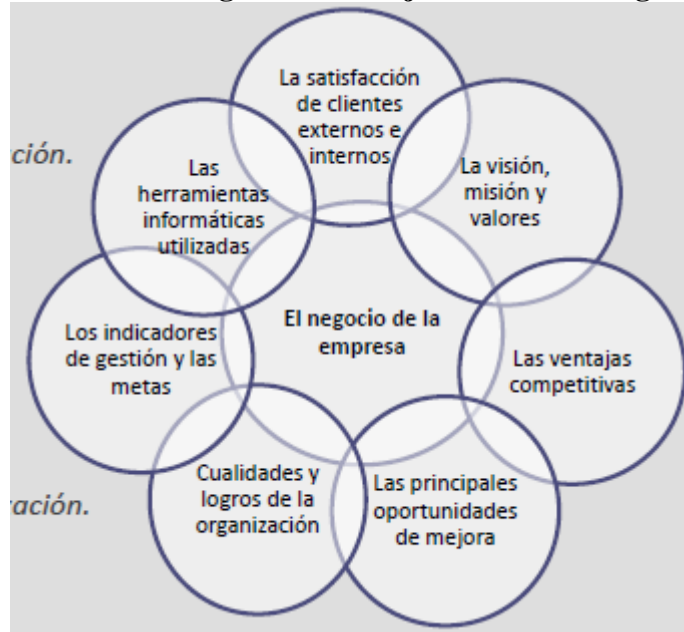 La satisfacción
de clientes
externos e
internos
ción.
Las
herramientas
informáticas
utilizadas
La visión,
misión y
valores
El negocio de la
empresa
Los indicadores
de gestión y las
metas
Las ventajas
competitivas
Cualidades y
logros de la
organización
Las principales
oportunidades
de mejora
ración.